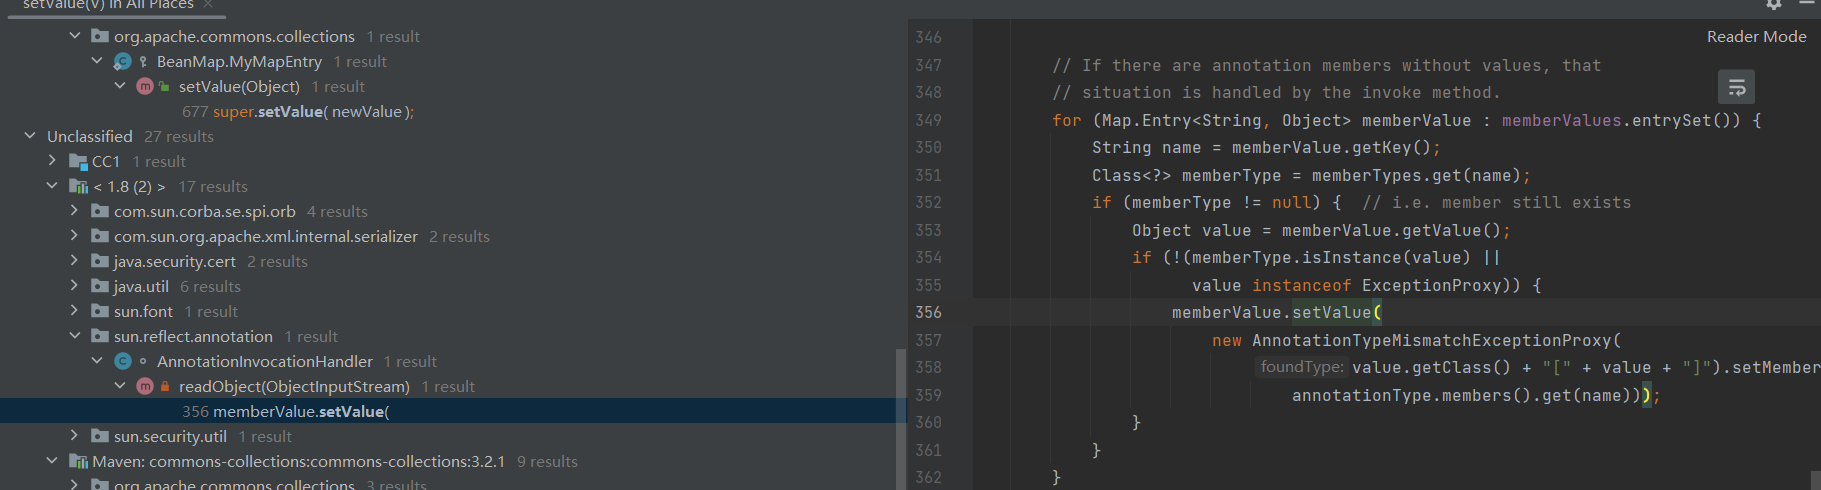 setValue(V) in All Places
org.apache.commons.collections 1 result
BeanMap.MyMapEntry 1 result
setValue(Object) 1 result
677 super.setValue( newValue );
Unclassified 27 results
CC1 1 result
< 1.8 (2) > 17 results
com.sun.corba.se.spi.orb 4 results
com.sun.org.apache.xml.internal.serializer 2 results
java.security.cert 2 results
java.util 6 results
sun.font 1 result
sun.reflect.annotation 1 result
AnnotationInvocationHandler 1 result
readObject(ObjectInputStream) 1 result
356 memberValue.setValue(
sun.security.util 1 result
Maven: commons-collections:commons-collections:3.2.1 9 results
org.apache.commons.collections 3 results
Reader Mode
346
347 // If there are annotation members without values, that
348 // situation is handled by the invoke method.
349 for (Map.Entry<String, Object> memberValue : memberValues.entrySet()) {
350 String name = memberValue.getKey();
351 Class<?> memberType = memberTypes.get(name);
352 if (memberType != null) { // i.e. member still exists
353 Object value = memberValue.getValue();
354 if (!(memberType.isInstance(value) ||
355 value instanceof ExceptionProxy)) {
356 memberValue.setValue(
357 new AnnotationTypeMismatchExceptionProxy(
358 foundType: value.getClass() + "[" + value + "]").setMember
359 annotationType.members().get(name)));
360 }
361 }
362 }